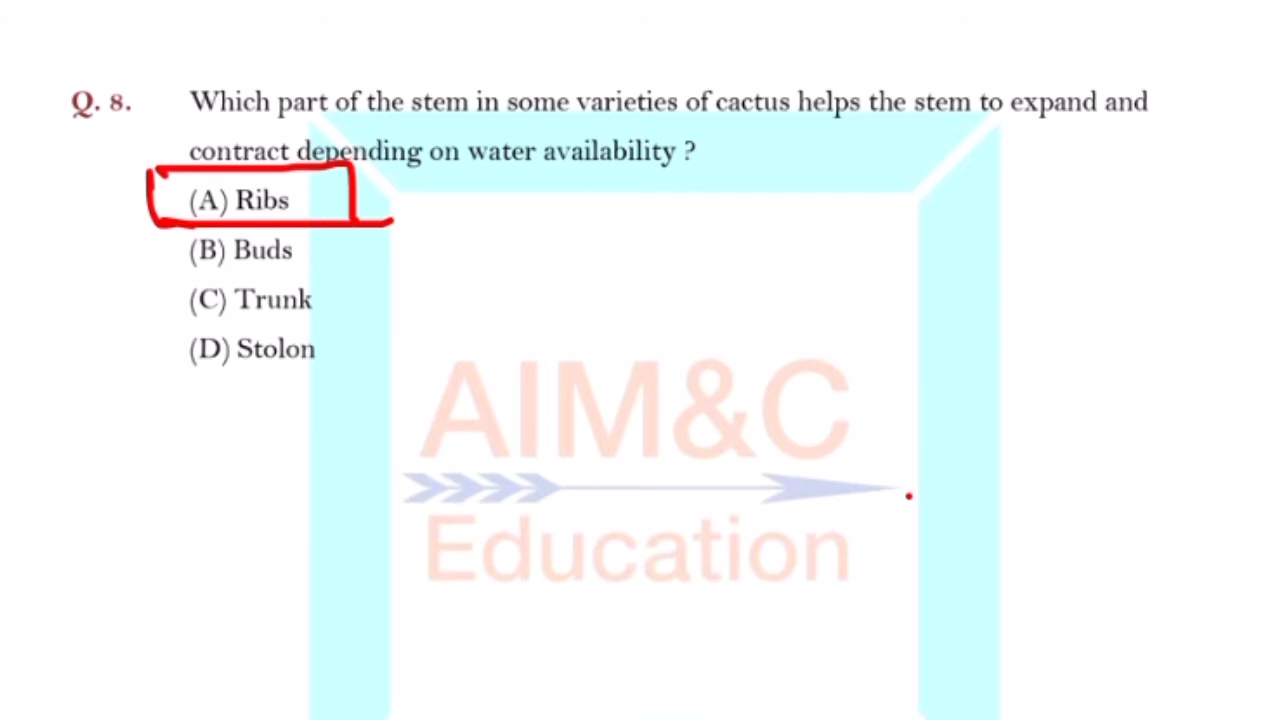 Q. 8. Which part of the stem in some varieties of cactus helps the stem to expand and
contract depending on water availability ?
(A) Ribs
(B) Buds
(C) Trunk
(D) Stolon
AIM&C
Education